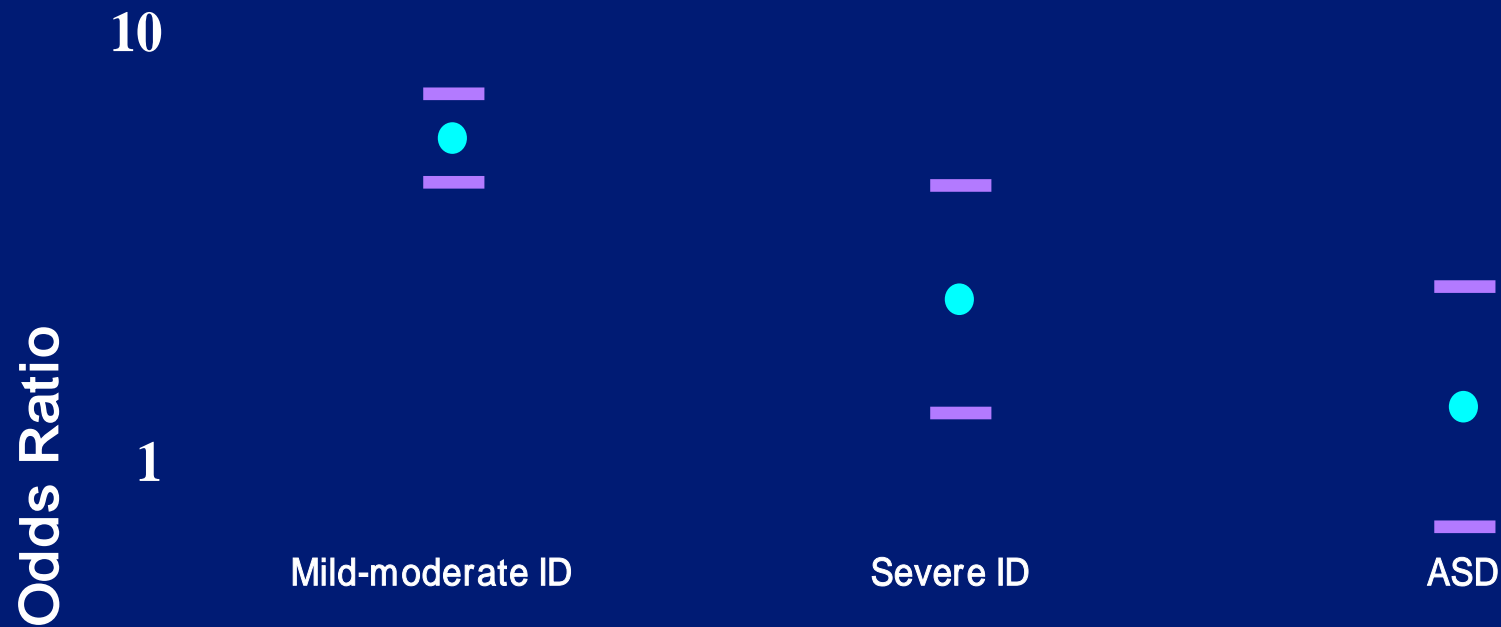 10
Odds Ratio
1
Mild-moderate ID
Severe ID
ASD